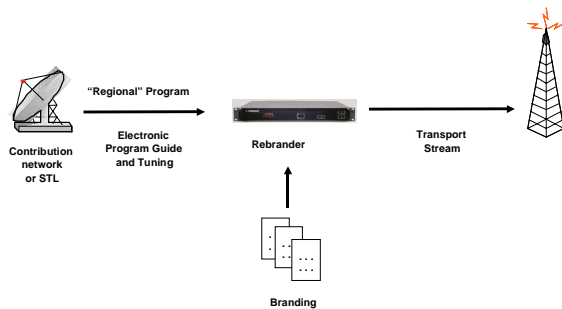 “Regional” Program
Electronic
Program Guide
and Tuning
Contribution
network
or STL
Rebrander
Transport
Stream
Branding